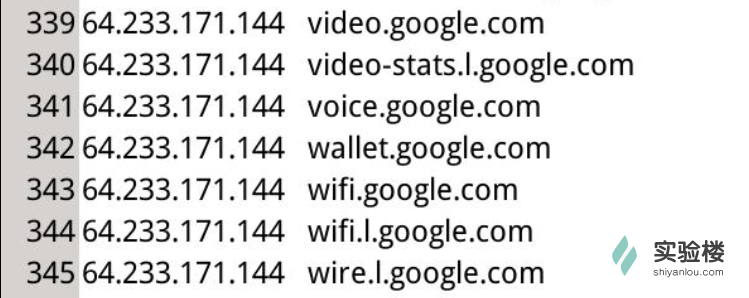 339 64.233.171.144 video.google.com
340 64.233.171.144 video-stats.l.google.com
341 64.233.171.144 voice.google.com
342 64.233.171.144 wallet.google.com
343 64.233.171.144 wifi.google.com
344 64.233.171.144 wifi.l.google.com
345 64.233.171.144 wire.l.google.com
实验楼
shiyanlou.com